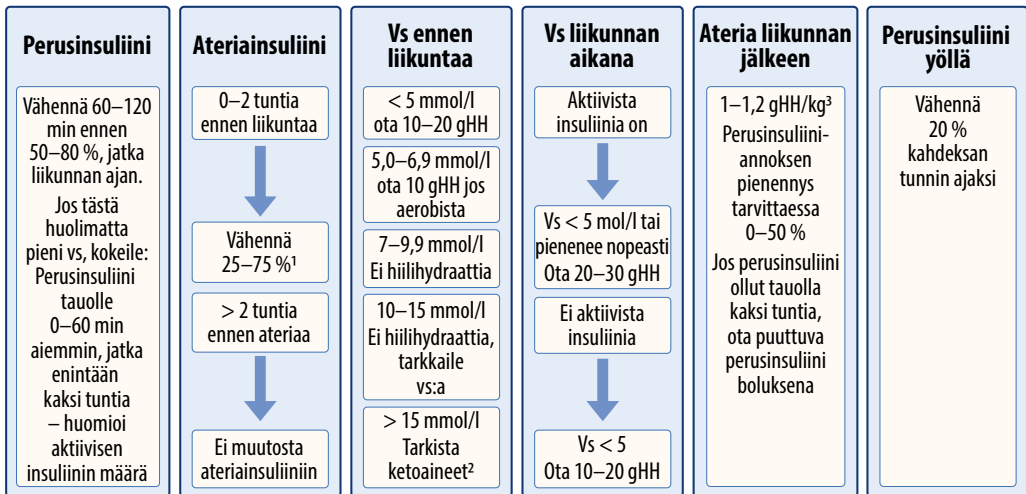 Perusinsuliini
Vähennä 60–120
min ennen
50–80 %, jatka
liikunnan ajan.
Jos tästä
huolimatta
pieni vs, kokeile:
Perusinsuliini
tauolle
0–60 min
aiemmin, jatka
enintään
kaksi tuntia
– huomioi
aktiivisen
insuliinin määrä
Ateriainsuliini
0–2 tuntia
ennen liikuntaa
Vähennä
25–75 %¹
> 2 tuntia
ennen ateriaa
Ei muutosta
ateriainsuliiniin
Vs ennen
liikuntaa
< 5 mmol/l
ota 10–20 gHH
5,0–6,9 mmol/l
ota 10 gHH jos
aerobista
7–9,9 mmol/l
Ei hiilihydraattia
10–15 mmol/l
Ei hiilihydraattia,
tarkkaile
vs:a
> 15 mmol/l
Tarkista
ketoaineet²
Vs liikunnan
aikana
Aktiivista
insuliinia on
Vs < 5 mol/l tai
pienenee nopeasti
Ota 20–30 gHH
Ei aktiivista
insuliinia
Vs < 5
Ota 10–20 gHH
Ateria liikunnan
jälkeen
1–1,2 gHH/kg³
Perusinsuliini-
annoksen
pienennys
tarvittaessa
0–50 %
Jos perusinsuliini
ollut tauolla
kaksi tuntia,
ota puuttuva
perusinsuliini
boluksena
Perusinsuliini
yöllä
Vähennä
20 %
kahdeksan
tunnin ajaksi